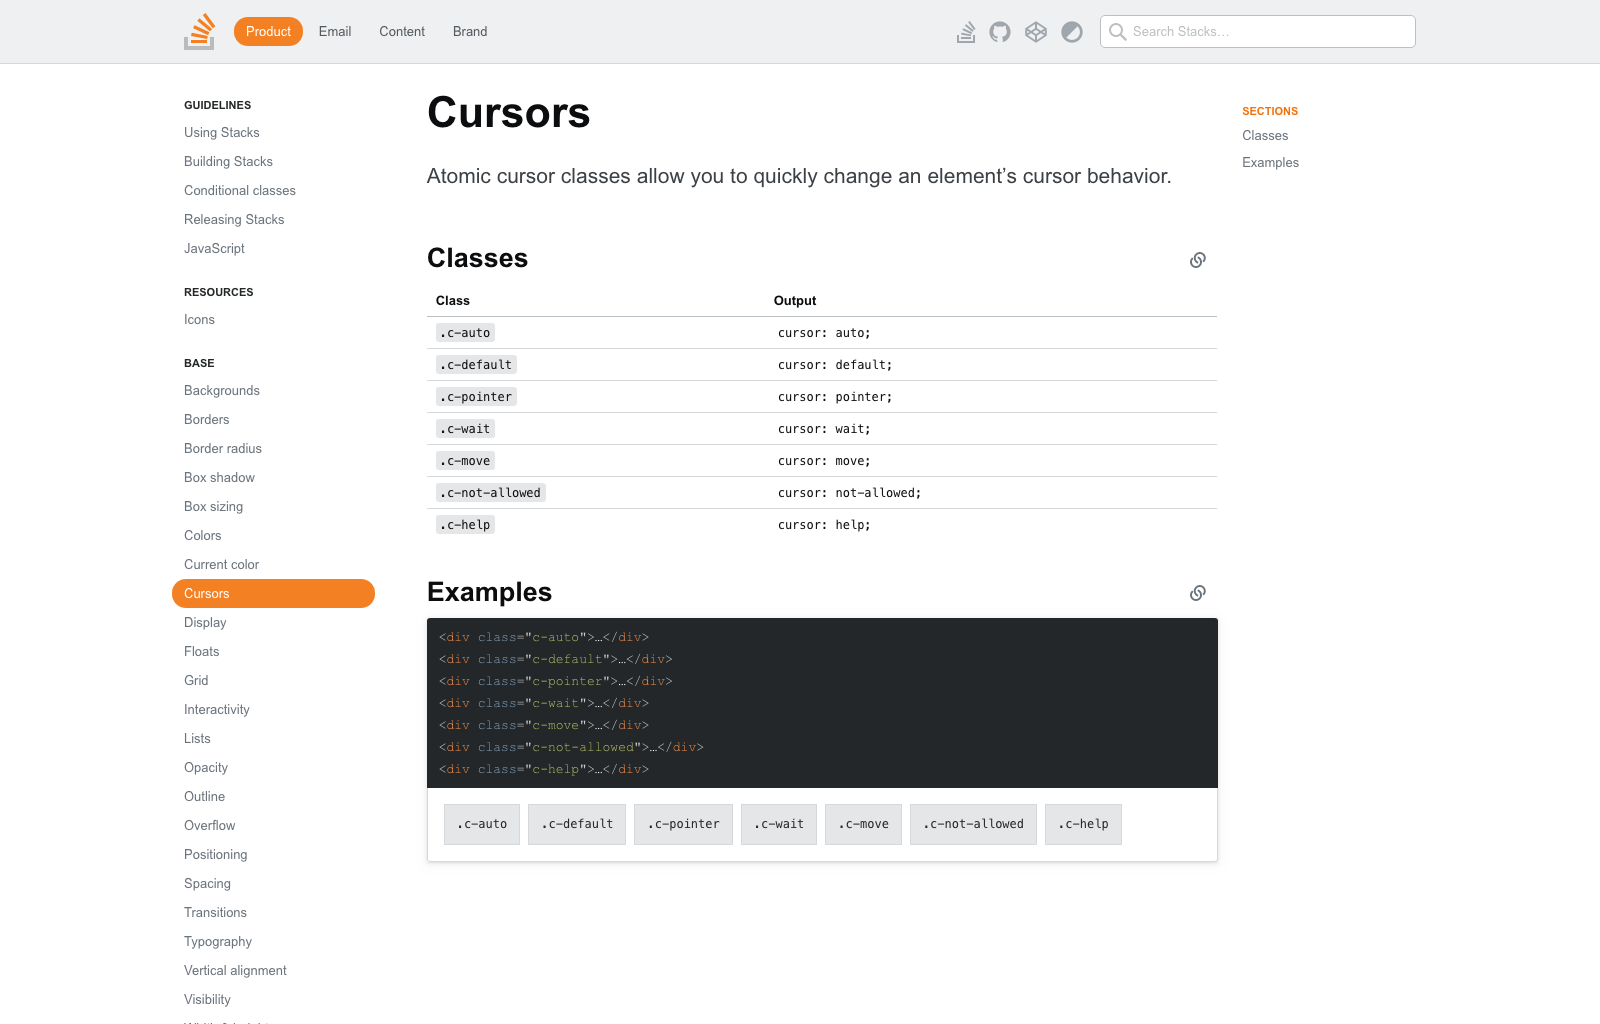 Product Email Content Brand
Search Stacks…
GUIDELINES
Using Stacks
Building Stacks
Conditional classes
Releasing Stacks
JavaScript
RESOURCES
Icons
BASE
Backgrounds
Borders
Border radius
Box shadow
Box sizing
Colors
Current color
Cursors
Display
Floats
Grid
Interactivity
Lists
Opacity
Outline
Overflow
Positioning
Spacing
Transitions
Typography
Vertical alignment
Visibility
Cursors
Atomic cursor classes allow you to quickly change an element’s cursor behavior.
Classes
Class Output
.c-auto cursor: auto;
.c-default cursor: default;
.c-pointer cursor: pointer;
.c-wait cursor: wait;
.c-move cursor: move;
.c-not-allowed cursor: not-allowed;
.c-help cursor: help;
Examples
<div class="c-auto">…</div>
<div class="c-default">…</div>
<div class="c-pointer">…</div>
<div class="c-wait">…</div>
<div class="c-move">…</div>
<div class="c-not-allowed">…</div>
<div class="c-help">…</div>
.c-auto .c-default .c-pointer .c-wait .c-move .c-not-allowed .c-help
SECTIONS
Classes
Examples